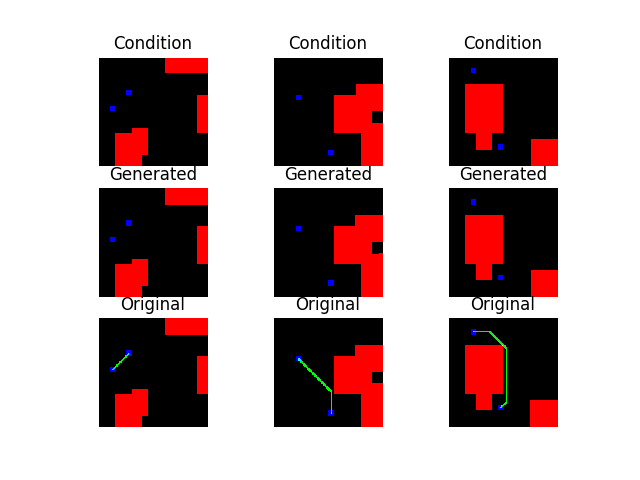 Condition Condition Condition
Generated Generated Generated
Original Original Original